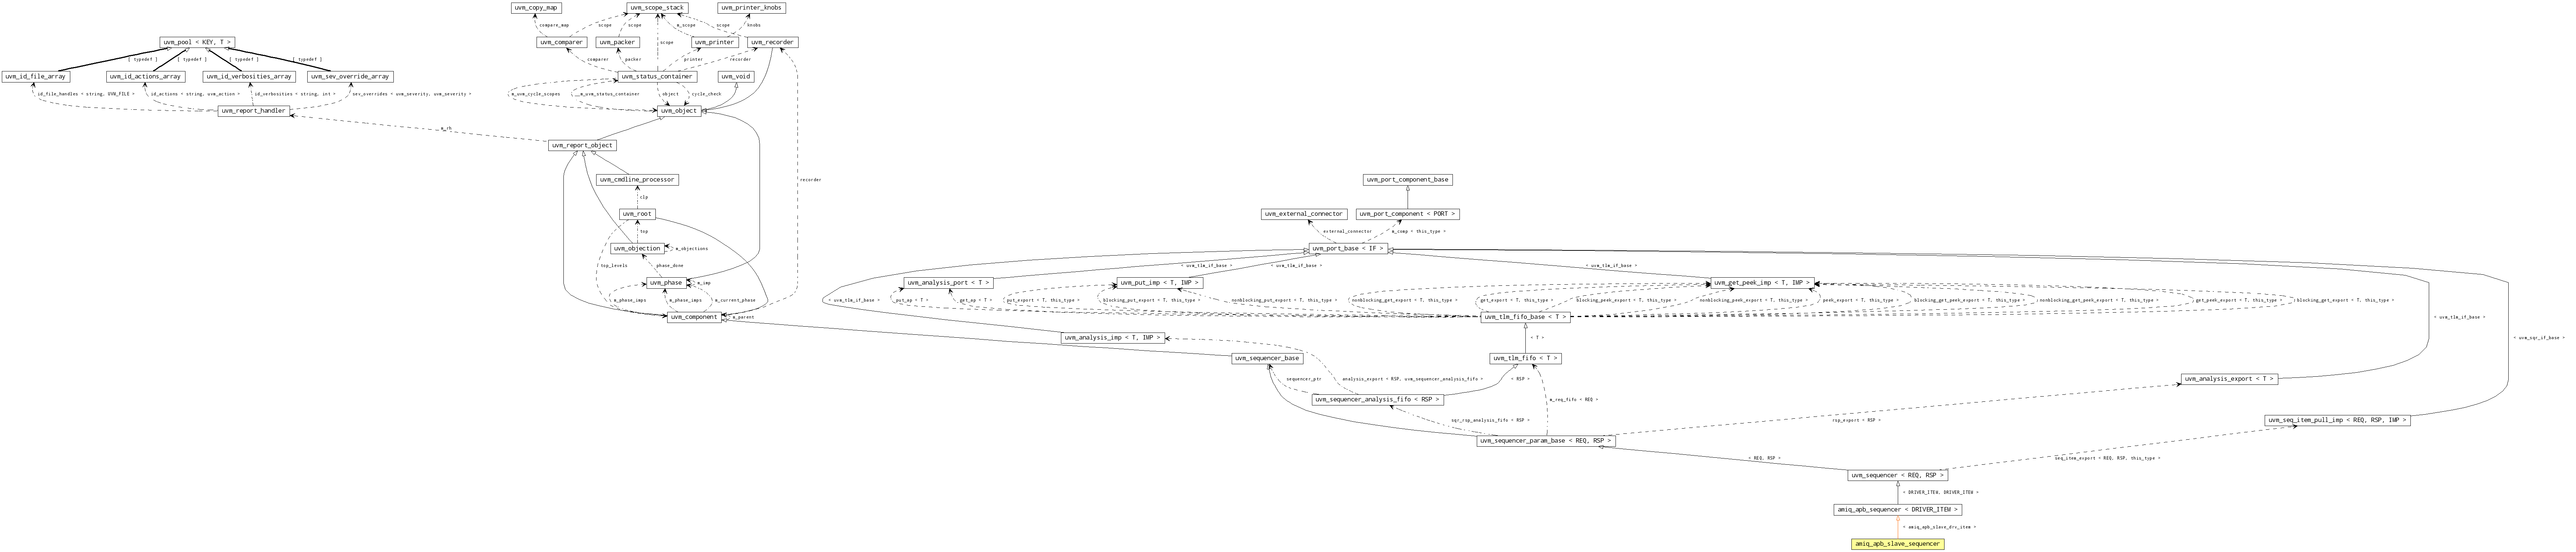 uvm_copy_map
uvm_scope_stack
uvm_printer_knobs
compare_map
scope
scope
m_scope
scope
knobs
uvm_pool < KEY, T >
uvm_comparer
uvm_packer
uvm_printer
uvm_recorder
[ typedef ]
[ typedef ]
[ typedef ]
[ typedef ]
scope
comparer
packer
printer
recorder
uvm_id_file_array
uvm_id_actions_array
uvm_id_verbosities_array
uvm_sev_override_array
uvm_status_container
uvm_void
id_file_handles < string, UVM_FILE >
id_actions < string, uvm_action >
id_verbosities < string, int >
sev_overrides < uvm_severity, uvm_severity >
m_uvm_cycle_scopes
_m_uvm_status_container
object
cycle_check
uvm_report_handler
uvm_object
m_rh
uvm_report_object
uvm_cmdline_processor
recorder
uvm_port_component_base
clp
uvm_root
uvm_external_connector
uvm_port_component < PORT >
top
external_connector
m_comp < this_type >
uvm_objection
m_objections
uvm_port_base < IF >
top_levels
phase_done
< uvm_tlm_if_base >
< uvm_tlm_if_base >
< uvm_tlm_if_base >
uvm_phase
m_imp
uvm_analysis_port < T >
uvm_put_imp < T, IMP >
uvm_get_peek_imp < T, IMP >
m_phase_imps
m_phase_imps
m_current_phase
< uvm_tlm_if_base >
put_ap < T >
get_ap < T >
put_export < T, this_type >
blocking_put_export < T, this_type >
nonblocking_put_export < T, this_type >
nonblocking_get_export < T, this_type >
get_export < T, this_type >
blocking_peek_export < T, this_type >
nonblocking_peek_export < T, this_type >
peek_export < T, this_type >
blocking_get_peek_export < T, this_type >
nonblocking_get_peek_export < T, this_type >
get_peek_export < T, this_type >
blocking_get_export < T, this_type >
uvm_component
m_parent
uvm_tlm_fifo_base < T >
< uvm_tlm_if_base >
uvm_analysis_imp < T, IMP >
< T >
< uvm_sqr_if_base >
uvm_sequencer_base
uvm_tlm_fifo < T >
sequencer_ptr
analysis_export < RSP, uvm_sequencer_analysis_fifo >
< RSP >
uvm_analysis_export < T >
uvm_sequencer_analysis_fifo < RSP >
m_req_fifo < REQ >
sqr_rsp_analysis_fifo < RSP >
rsp_export < RSP >
uvm_seq_item_pull_imp < REQ, RSP, IMP >
uvm_sequencer_param_base < REQ, RSP >
< REQ, RSP >
seq_item_export < REQ, RSP, this_type >
uvm_sequencer < REQ, RSP >
< DRIVER_ITEM, DRIVER_ITEM >
amiq_apb_sequencer < DRIVER_ITEM >
< amiq_apb_slave_drv_item >
amiq_apb_slave_sequencer